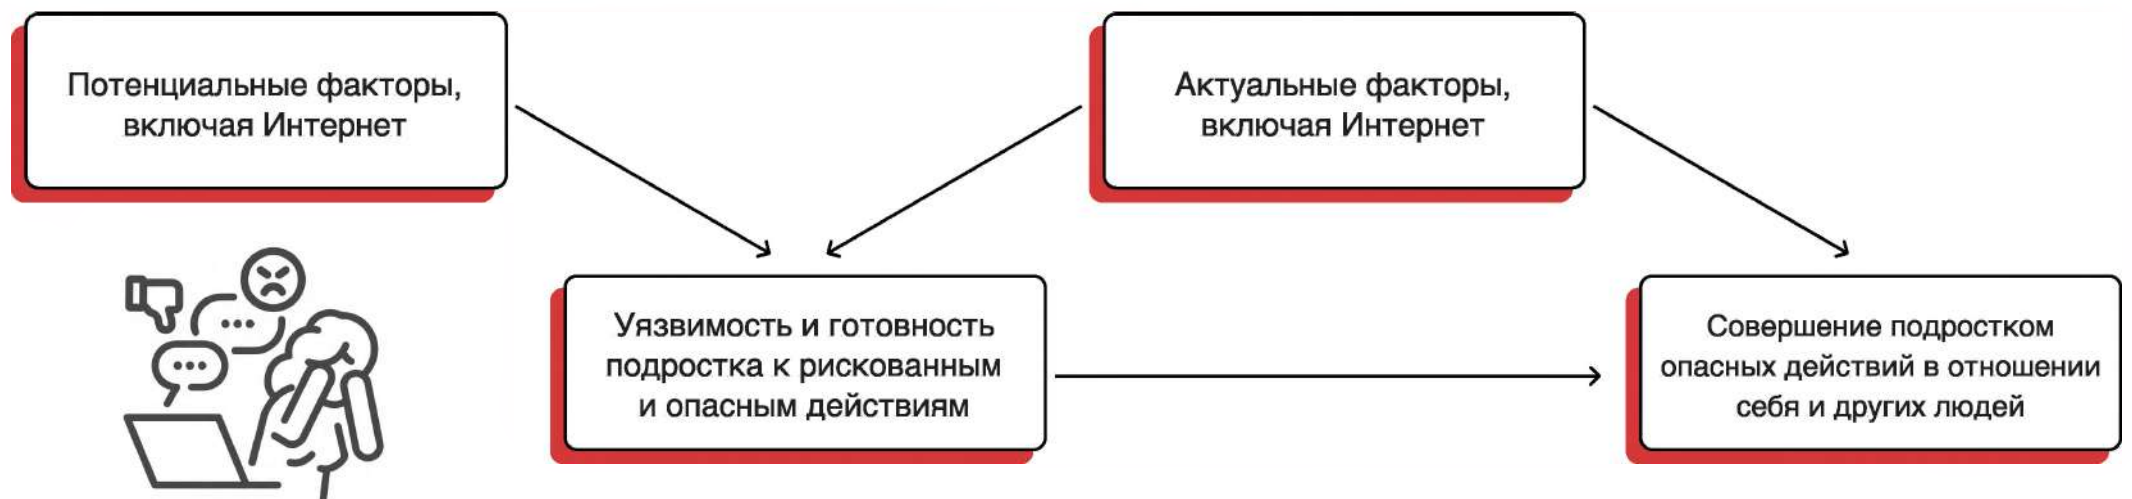 Потенциальные факторы,
включая Интернет
Актуальные факторы,
включая Интернет
Уязвимость и готовность
подростка к рискованным
и опасным действиям
Совершение подростком
опасных действий в отношении
себя и других людей